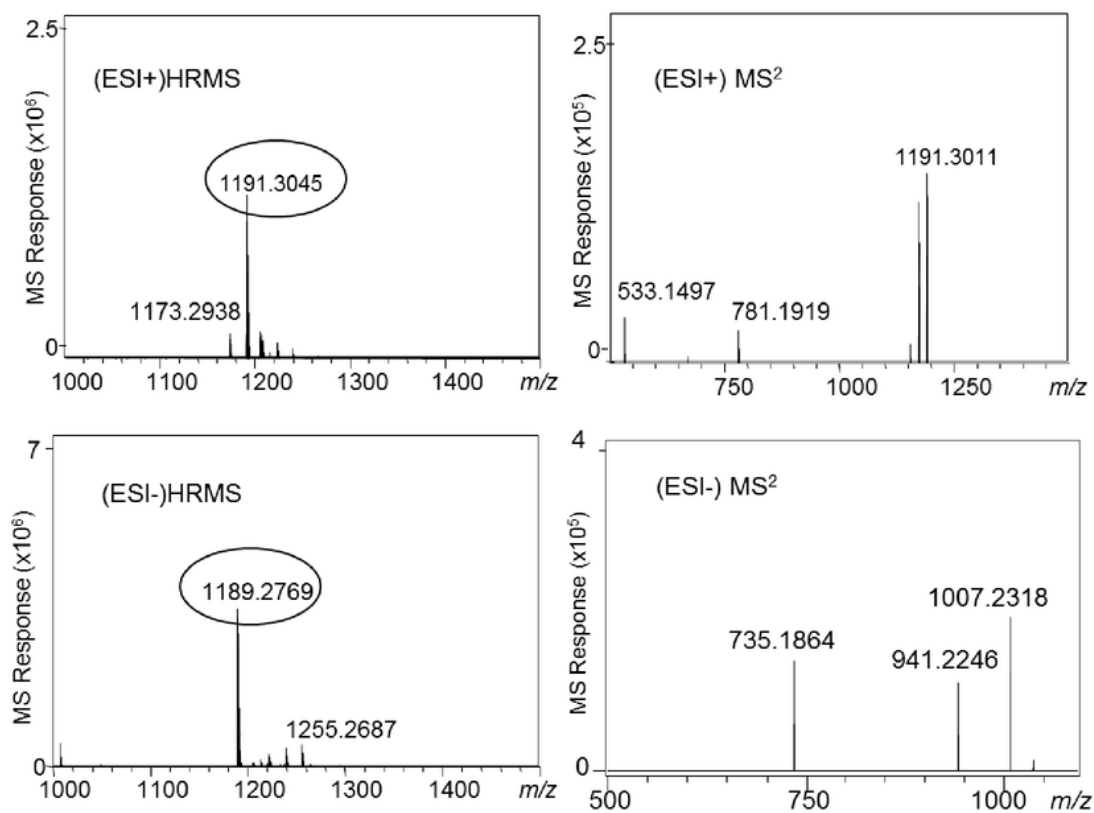 2.5
(ESI+)HRMS
MS Response (x10⁶)
1191.3045
1173.2938
0
1000 1100 1200 1300 1400 m/z
2.5
(ESI+) MS²
MS Response (x10⁵)
1191.3011
533.1497
781.1919
0
750 1000 1250 m/z
7
(ESI-)HRMS
MS Response (x10⁶)
1189.2769
1255.2687
0
1000 1100 1200 1300 1400 m/z
4
(ESI-) MS²
MS Response (x10⁵)
1007.2318
735.1864
941.2246
0
500 750 1000 m/z